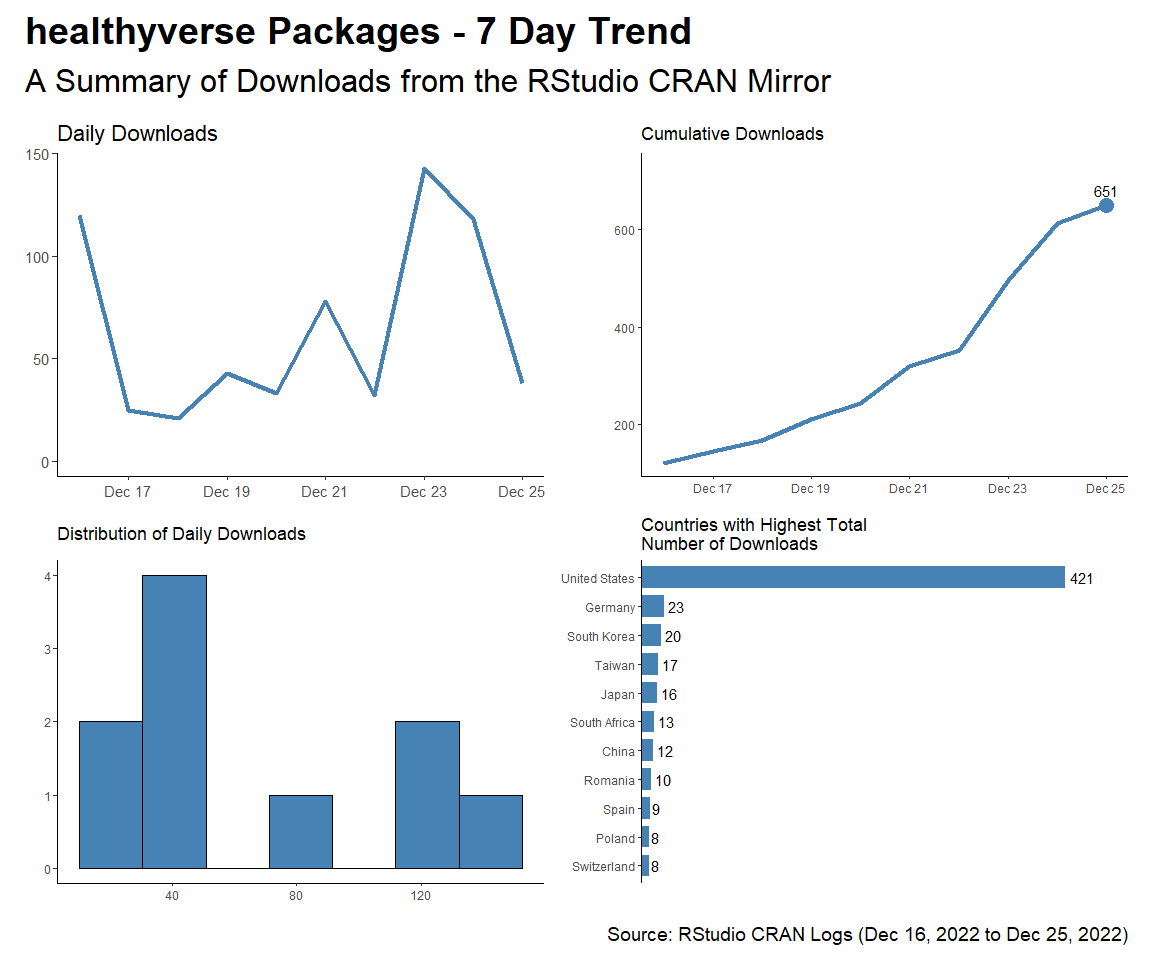 healthyverse Packages - 7 Day Trend
A Summary of Downloads from the RStudio CRAN Mirror
Daily Downloads
150
100
50
0
Dec 17
Dec 19
Dec 21
Dec 23
Dec 25
Cumulative Downloads
651
600
400
200
Dec 17
Dec 19
Dec 21
Dec 23
Dec 25
Distribution of Daily Downloads
4
3
2
1
0
40
80
120
Countries with Highest Total
Number of Downloads
United States 421
Germany 23
South Korea 20
Taiwan 17
Japan 16
South Africa 13
China 12
Romania 10
Spain 9
Poland 8
Switzerland 8
Source: RStudio CRAN Logs (Dec 16, 2022 to Dec 25, 2022)